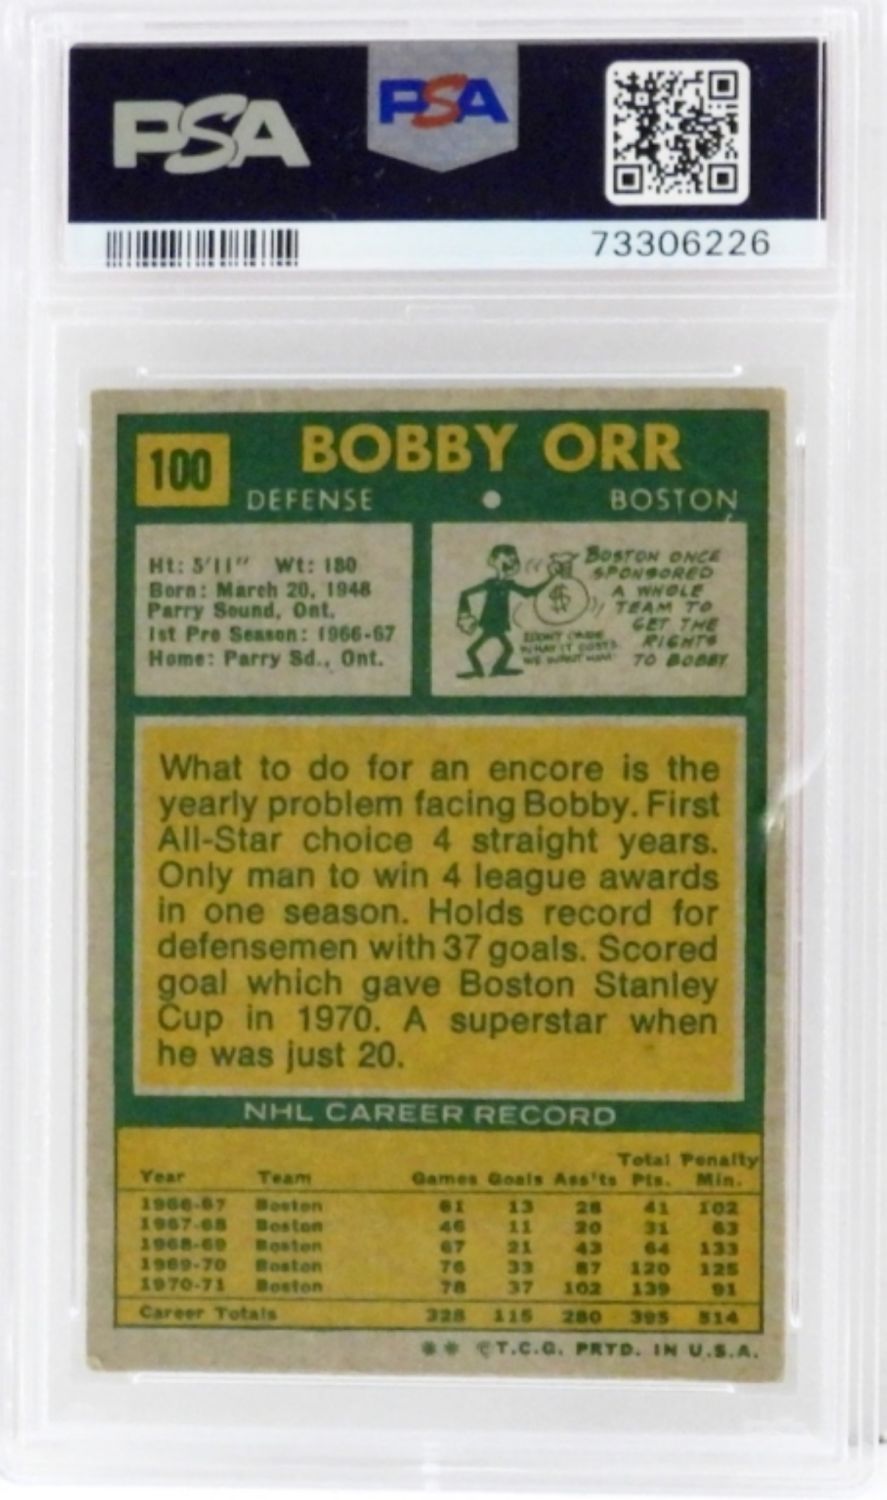 PSA
PSA
73306226
100
BOBBY ORR
DEFENSE • BOSTON
Ht: 5'11" Wt: 180
Born: March 20, 1948
Parry Sound, Ont.
1st Pro Season: 1966-67
Home: Parry Sd., Ont.
BOSTON ONCE
SPONSORED
A WHOLE
TEAM TO
GET THE
RIGHTS
TO BOBBY
$
I DON'T CARE
WHAT IT COSTS.
WE WANT HIM!
What to do for an encore is the
yearly problem facing Bobby. First
All-Star choice 4 straight years.
Only man to win 4 league awards
in one season. Holds record for
defensemen with 37 goals. Scored
goal which gave Boston Stanley
Cup in 1970. A superstar when
he was just 20.
NHL CAREER RECORD
Total Penalty
Year Team Games Goals Ass'ts Pts. Min.
1966-67 Boston 61 13 28 41 102
1967-68 Boston 46 11 20 31 63
1968-69 Boston 67 21 43 64 133
1969-70 Boston 76 33 87 120 125
1970-71 Boston 78 37 102 139 91
Career Totals 328 115 280 395 514
** ©T.C.G. PRTD. IN U.S.A.